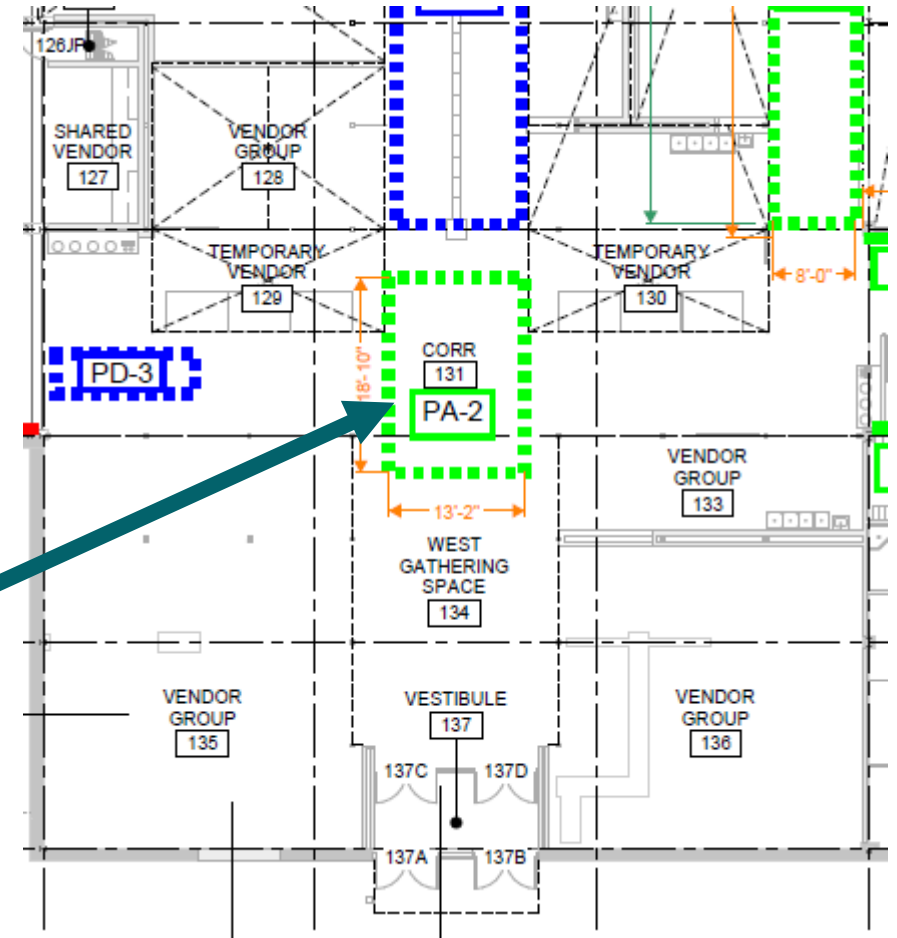 126JF
SHARED
VENDOR
127
VENDOR
GROUP
128
TEMPORARY
VENDOR
129
TEMPORARY
VENDOR
130
8'-0"
PD-3
18'-10"
CORR
131
PA-2
13'-2"
VENDOR
GROUP
133
WEST
GATHERING
SPACE
134
VENDOR
GROUP
135
VESTIBULE
137
VENDOR
GROUP
136
137C
137D
137A
137B